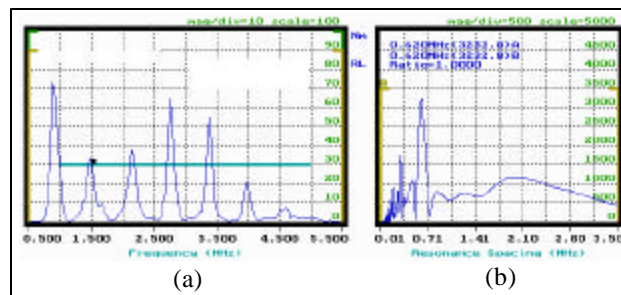 mag/div=10 scale=100
90
80
70
60
50
40
30
20
10
0
RL
0.500 1.500 2.500 3.500 4.500 5.500
Frequency (MHz)
(a)
mag/div=500 scale=5000
0.620MHz(3232.8)A
0.620MHz(3232.8)B
Ratio=1.0000
4500
4000
3500
3000
2500
2000
1500
1000
500
0
0.01 0.71 1.41 2.10 2.80 3.50
Resonance Spacing (MHz)
(b)